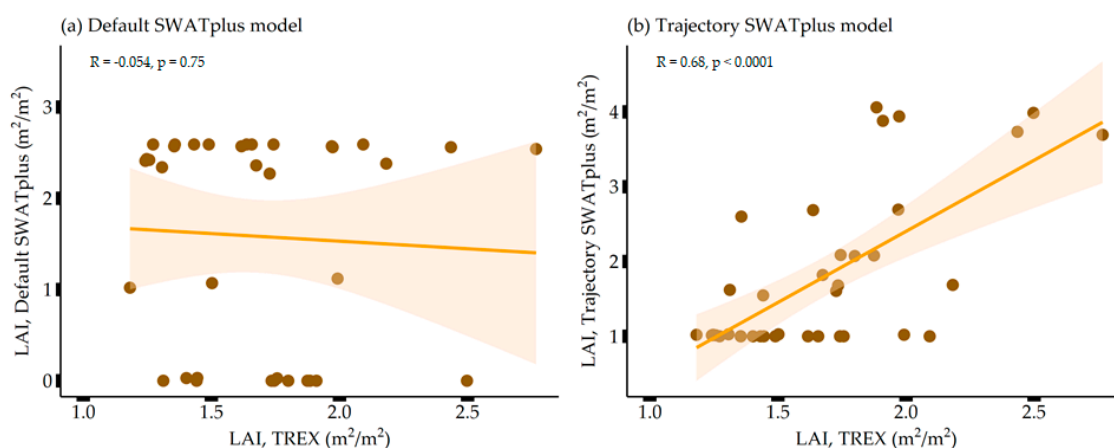 (a) Default SWATplus model
R = -0.054, p = 0.75
LAI, Default SWATplus (m²/m²)
3
2
1
0
1.0 1.5 2.0 2.5
LAI, TREX (m²/m²)
(b) Trajectory SWATplus model
R = 0.68, p < 0.0001
LAI, Trajectory SWATplus (m²/m²)
4
3
2
1
1.0 1.5 2.0 2.5
LAI, TREX (m²/m²)